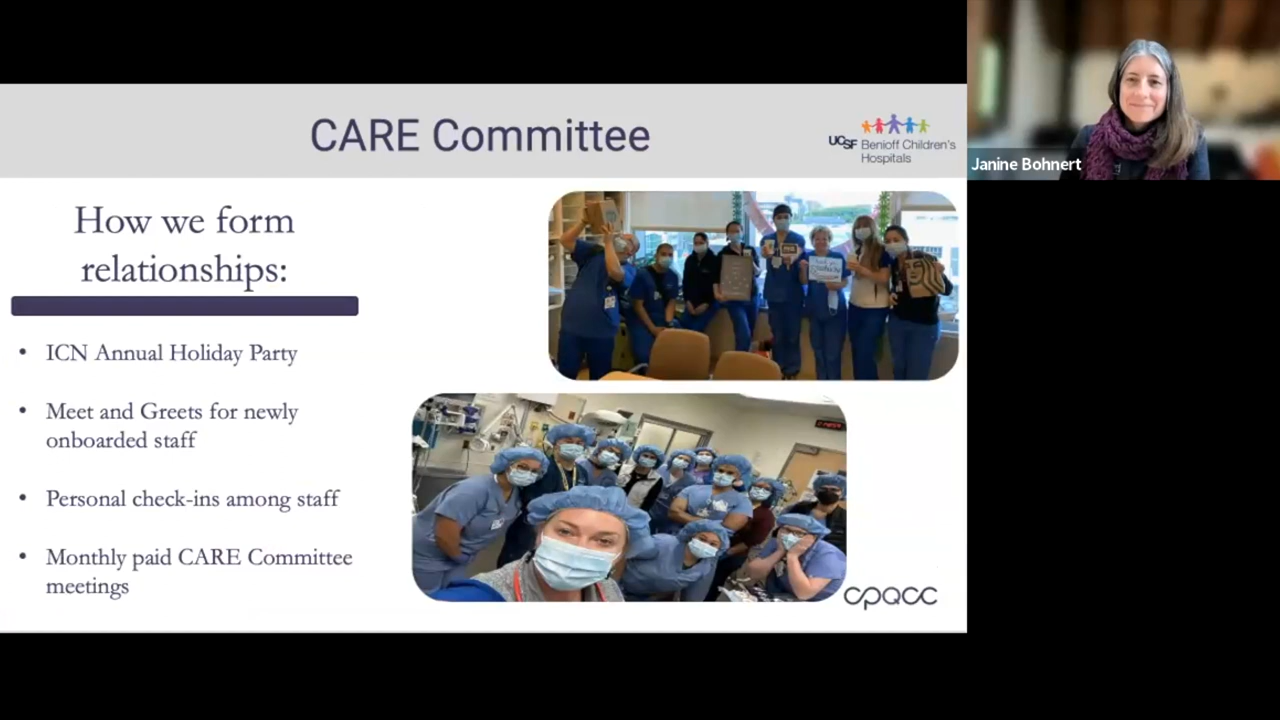 CARE Committee
UCSF Benioff Children's
Hospitals
Janine Bohnert
How we form
relationships:
• ICN Annual Holiday Party
• Meet and Greets for newly
onboarded staff
• Personal check-ins among staff
• Monthly paid CARE Committee
meetings
cpqcc